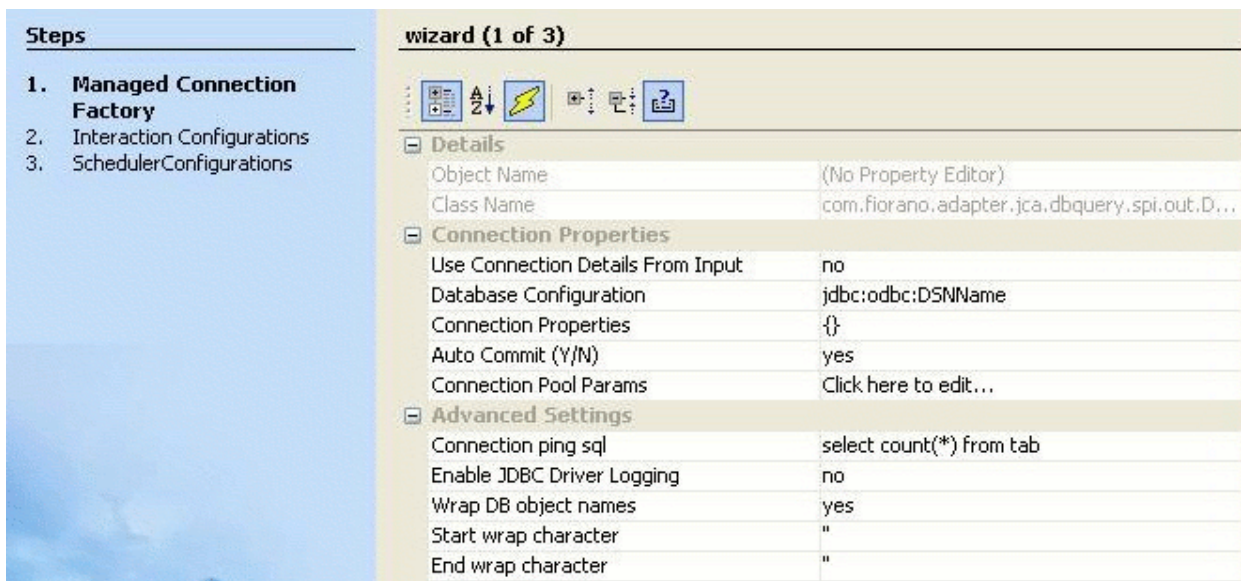 Steps
1. Managed Connection
Factory
2. Interaction Configurations
3. SchedulerConfigurations
wizard (1 of 3)
Details
Object Name (No Property Editor)
Class Name com.fiorano.adapter.jca.dbquery.spi.out.D...
Connection Properties
Use Connection Details From Input no
Database Configuration jdbc:odbc:DSNName
Connection Properties {}
Auto Commit (Y/N) yes
Connection Pool Params Click here to edit...
Advanced Settings
Connection ping sql select count(*) from tab
Enable JDBC Driver Logging no
Wrap DB object names yes
Start wrap character "
End wrap character "